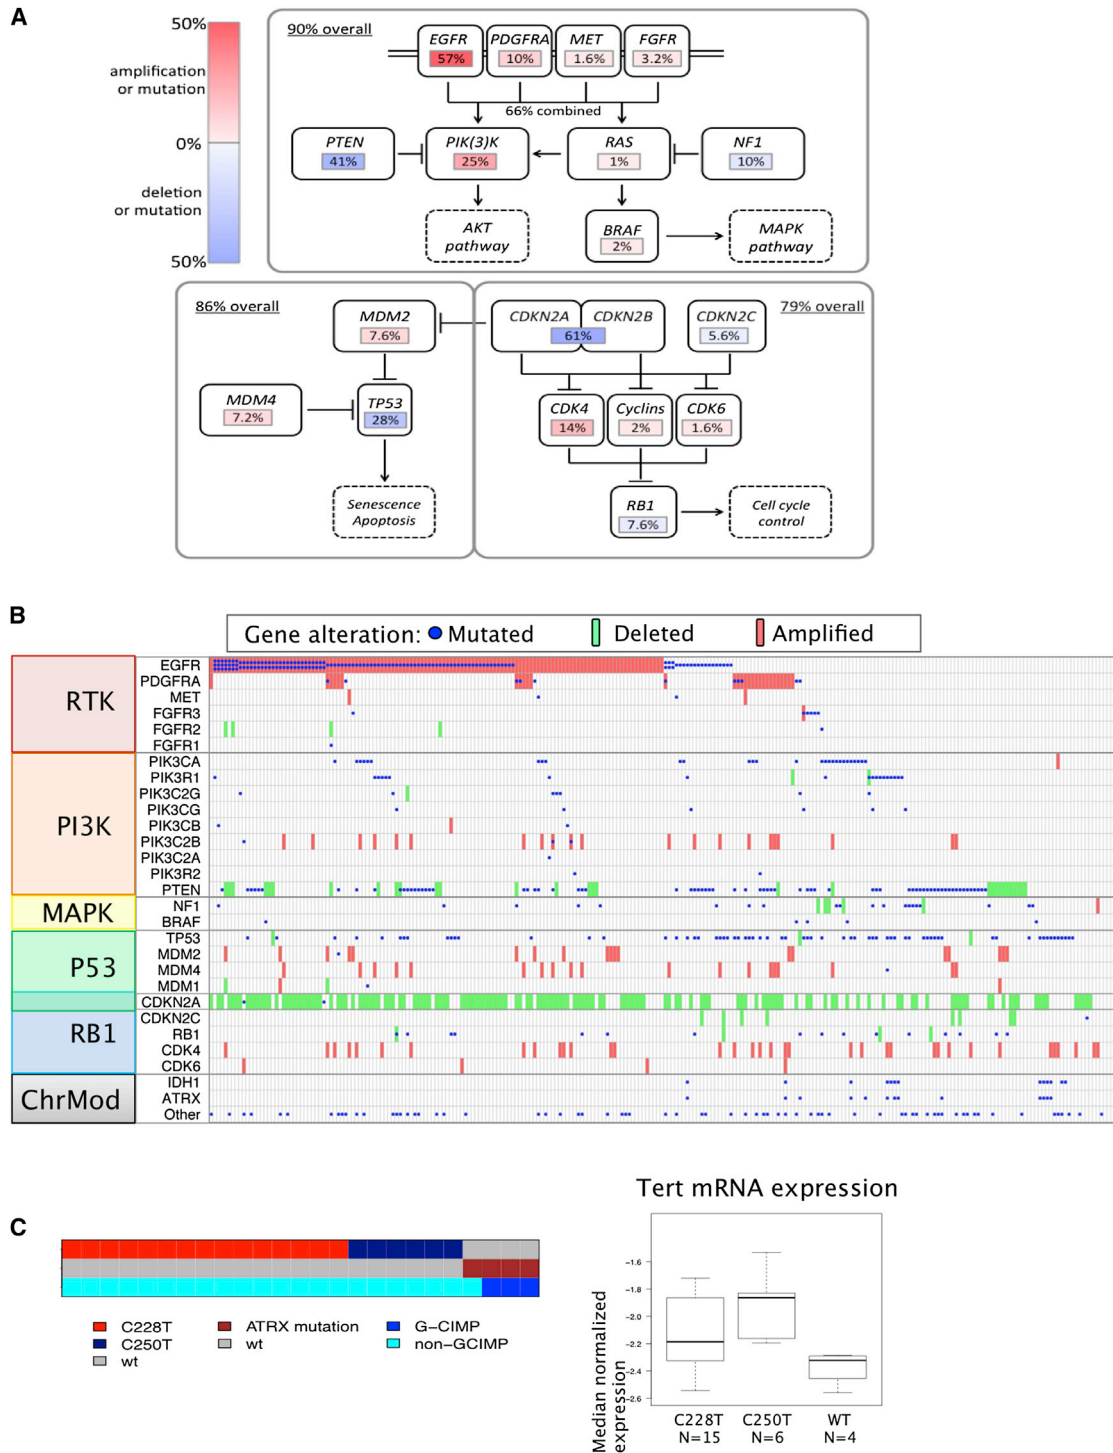 A
50%
amplification
or mutation
0%
deletion
or mutation
50%
90% overall
EGFR PDGFRA MET FGFR
57% 10% 1.6% 3.2%
66% combined
PTEN PIK(3)K RAS NF1
41% 25% 1% 10%
AKT
pathway
BRAF
2%
MAPK
pathway
86% overall
MDM2
7.6%
MDM4
7.2%
TP53
28%
Senescence
Apoptosis
CDKN2A CDKN2B
61%
CDKN2C
5.6%
79% overall
CDK4 Cyclins CDK6
14% 2% 1.6%
RB1
7.6%
Cell cycle
control
B
Gene alteration: Mutated Deleted Amplified
RTK
EGFR
PDGFRA
MET
FGFR3
FGFR2
FGFR1
PI3K
PIK3CA
PIK3R1
PIK3C2G
PIK3CG
PIK3CB
PIK3C2B
PIK3C2A
PIK3R2
PTEN
MAPK
NF1
BRAF
P53
TP53
MDM2
MDM4
MDM1
CDKN2A
RB1
CDKN2C
RB1
CDK4
CDK6
ChrMod
IDH1
ATRX
Other
C
C228T
C250T
wt
ATRX mutation
wt
G-CIMP
non-GCIMP
Tert mRNA expression
Median normalized
expression
-1.6
-1.8
-2.0
-2.2
-2.4
-2.6
C228T C250T WT
N=15 N=6 N=4